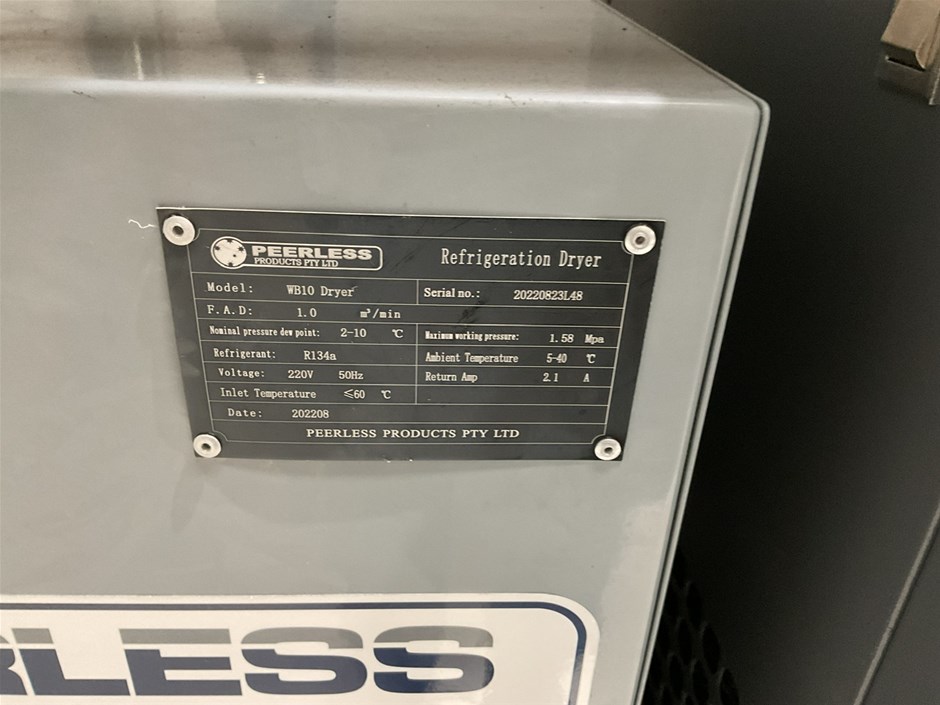 PEERLESS
PRODUCTS PTY LTD
Refrigeration Dryer
Model: WB10 Dryer
Serial no.: 20220823L48
F.A.D: 1.0 m³/min
Nominal pressure dew point: 2-10 ℃
Maximum working pressure: 1.58 Mpa
Refrigerant: R134a
Ambient Temperature 5-40 ℃
Voltage: 220V 50Hz
Return Amp 2.1 A
Inlet Temperature ≤60 ℃
Date: 202208
PEERLESS PRODUCTS PTY LTD
RLESS